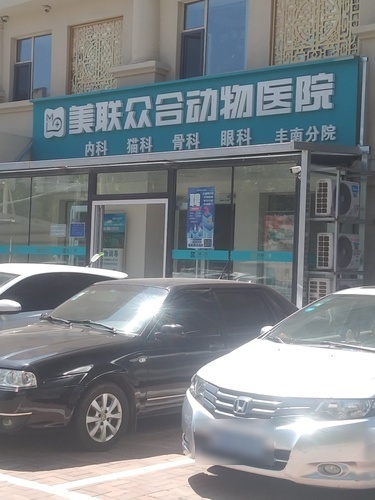 美联众合动物医院
内科 猫科 骨科 眼科 丰南分院
聘